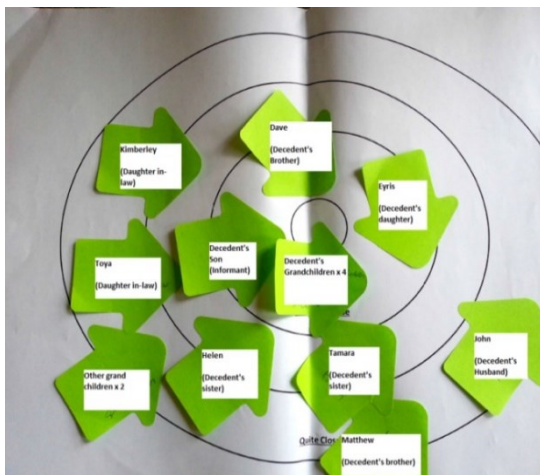 Dave
(Decedent's
Brother)
Kimberley
(Daughter in-
law)
Eyris
(Decedent's
daughter)
Decedent's
Son
(Informant)
Decedent's
Grandchildren x 4
Toya
(Daughter in-law)
John
(Decedent's
Husband)
Helen
(Decedent's
sister)
Tamara
(Decedent's
sister)
Other grand
children x 2
Quite Clos
Matthew
(Decedent's brother)